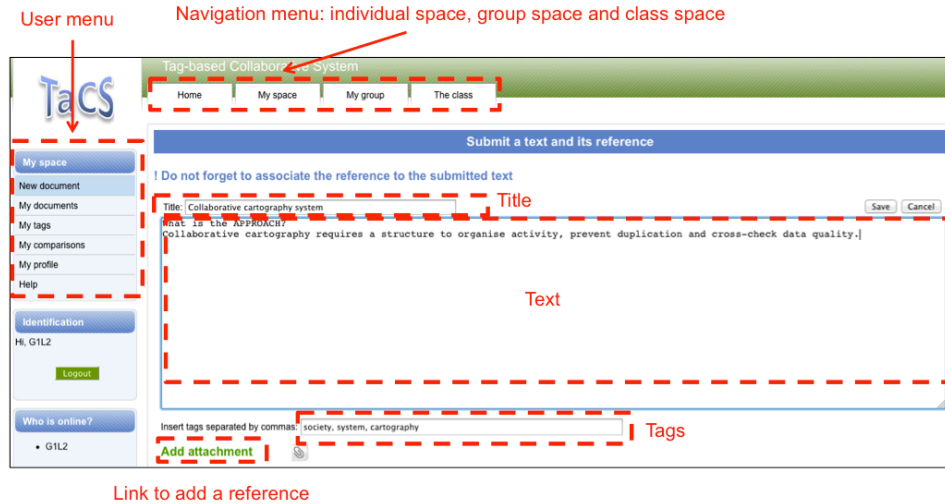 User menu
Navigation menu: individual space, group space and class space
TaCS
Tag-based Collaborative System
Home My space My group The class
Submit a text and its reference
My space
New document
My documents
My tags
My comparisons
My profile
Help
! Do not forget to associate the reference to the submitted text
Title: Collaborative cartography system
Title
Save Cancel
What is the APPROACH?
Collaborative cartography requires a structure to organise activity, prevent duplication and cross-check data quality.
Text
Identification
Hi, G1L2
Logout
Who is online?
• G1L2
Insert tags separated by commas: society, system, cartography
Tags
Add attachment
Link to add a reference